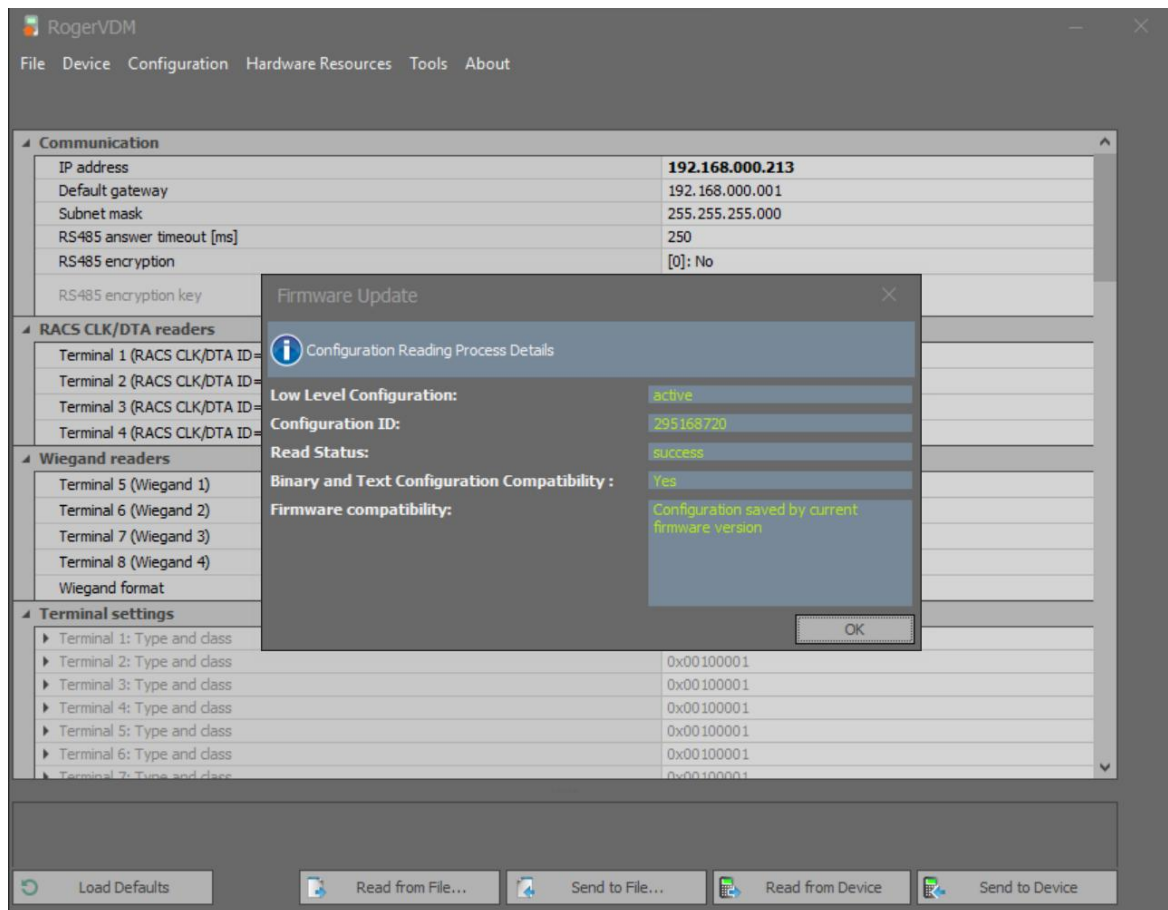 RogerVDM
File Device Configuration Hardware Resources Tools About
Communication
IP address 192.168.000.213
Default gateway 192.168.000.001
Subnet mask 255.255.255.000
RS485 answer timeout [ms] 250
RS485 encryption [0]: No
RS485 encryption key
Firmware Update
Configuration Reading Process Details
Low Level Configuration: active
Configuration ID: 295168720
Read Status: success
Binary and Text Configuration Compatibility : Yes
Firmware compatibility: Configuration saved by current
firmware version
OK
RACS CLK/DTA readers
Terminal 1 (RACS CLK/DTA ID=
Terminal 2 (RACS CLK/DTA ID=
Terminal 3 (RACS CLK/DTA ID=
Terminal 4 (RACS CLK/DTA ID=
Wiegand readers
Terminal 5 (Wiegand 1)
Terminal 6 (Wiegand 2)
Terminal 7 (Wiegand 3)
Terminal 8 (Wiegand 4)
Wiegand format
Terminal settings
Terminal 1: Type and class
Terminal 2: Type and class 0x00100001
Terminal 3: Type and class 0x00100001
Terminal 4: Type and class 0x00100001
Terminal 5: Type and class 0x00100001
Terminal 6: Type and class 0x00100001
Terminal 7: Type and class 0x00100001
Load Defaults Read from File... Send to File... Read from Device Send to Device